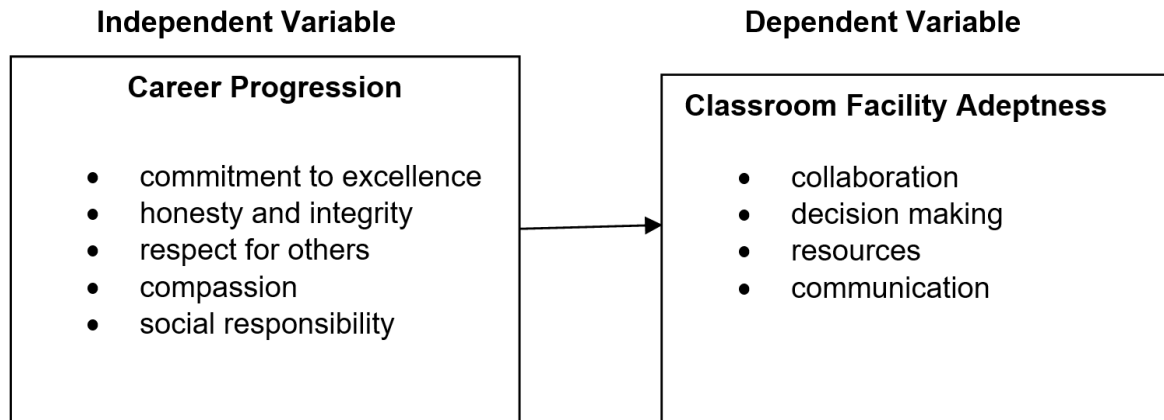 Independent Variable
Career Progression
• commitment to excellence
• honesty and integrity
• respect for others
• compassion
• social responsibility
Dependent Variable
Classroom Facility Adeptness
• collaboration
• decision making
• resources
• communication